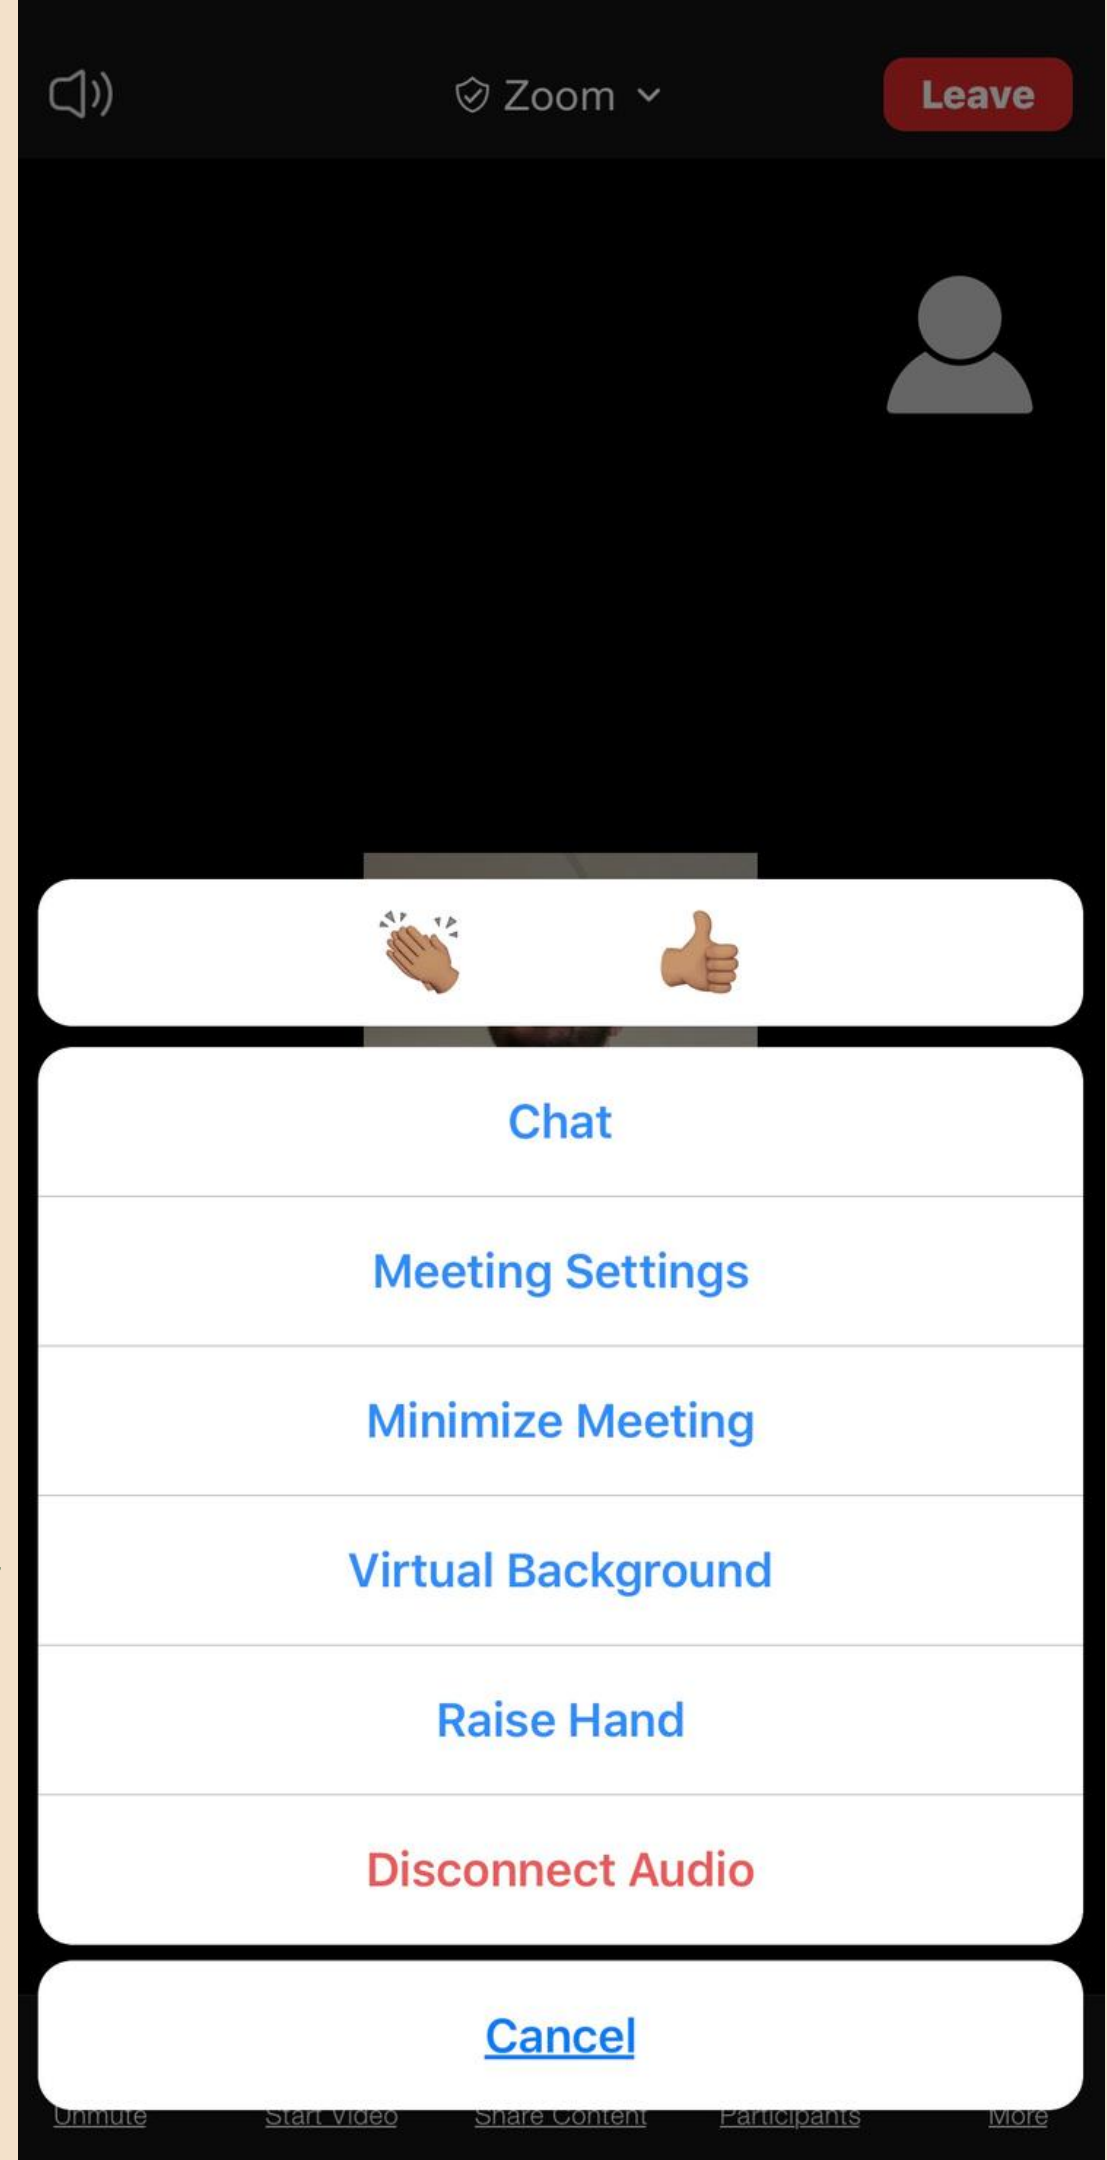 Zoom
Leave
Chat
Meeting Settings
Minimize Meeting
Virtual Background
Raise Hand
Disconnect Audio
Cancel
Unmute Start Video Share Content Participants More